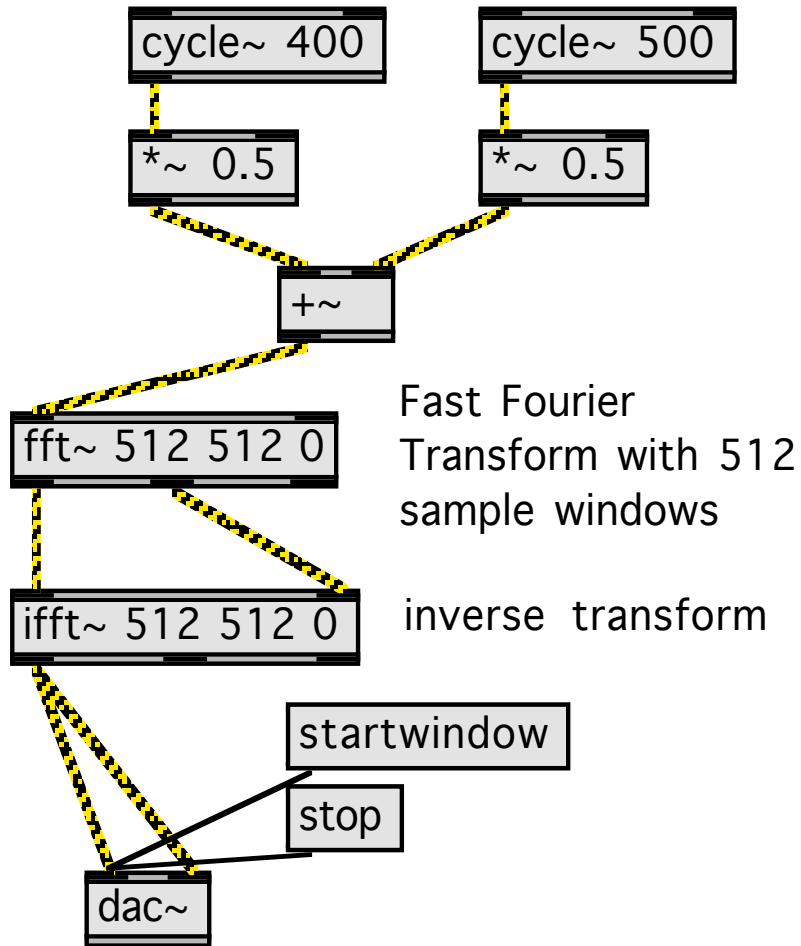 cycle~ 400
cycle~ 500
*~ 0.5
*~ 0.5
+~
fft~ 512 512 0
Fast Fourier
Transform with 512
sample windows
ifft~ 512 512 0
inverse transform
startwindow
stop
dac~